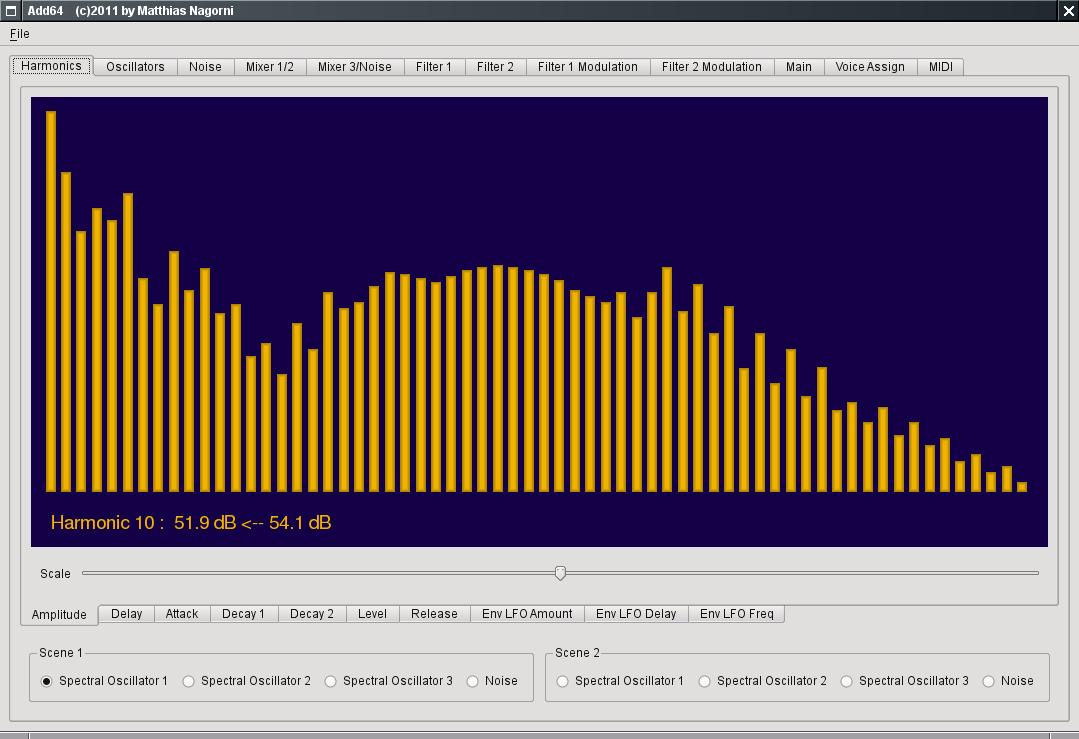 Add64 (c)2011 by Matthias Nagorni
File
Harmonics Oscillators Noise Mixer 1/2 Mixer 3/Noise Filter 1 Filter 2 Filter 1 Modulation Filter 2 Modulation Main Voice Assign MIDI
Harmonic 10 : 51.9 dB <-- 54.1 dB
Scale
Amplitude Delay Attack Decay 1 Decay 2 Level Release Env LFO Amount Env LFO Delay Env LFO Freq
Scene 1 Scene 2
Spectral Oscillator 1 Spectral Oscillator 2 Spectral Oscillator 3 Noise Spectral Oscillator 1 Spectral Oscillator 2 Spectral Oscillator 3 Noise